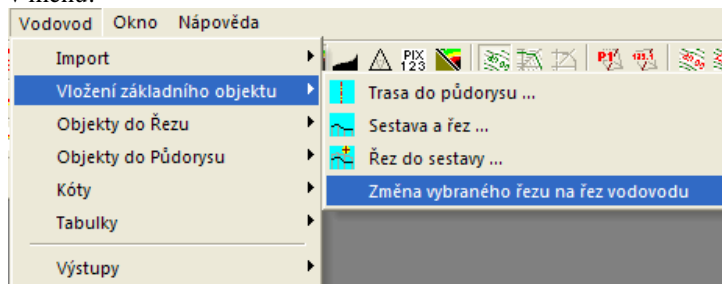 v menu.
Vodovod Okno Nápověda
Import
Vložení základního objektu
Objekty do Řezu
Objekty do Půdorysu
Kóty
Tabulky
Výstupy
PIX
123
Trasa do půdorysu ...
Sestava a řez ...
Řez do sestavy ...
Změna vybraného řezu na řez vodovodu